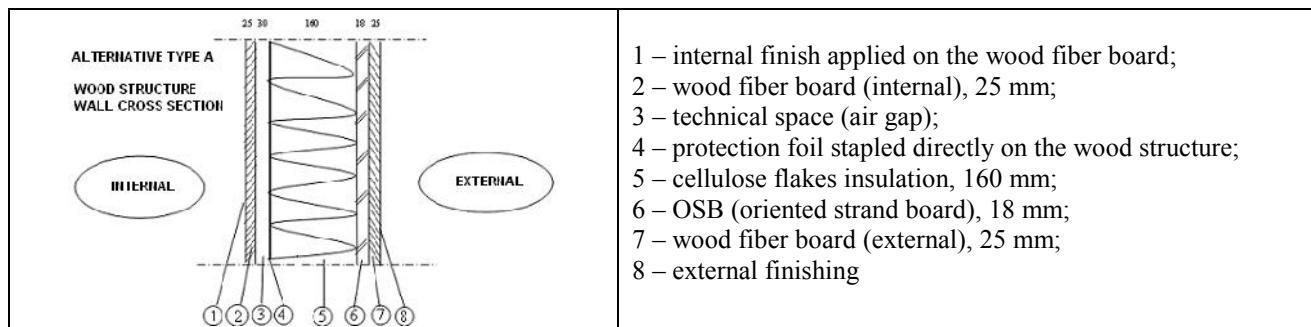 25 30 160 18 25
ALTERNATIVE TYPE A
WOOD STRUCTURE
WALL CROSS SECTION
INTERNAL
EXTERNAL
1 2 3 4 5 6 7 8
1 – internal finish applied on the wood fiber board;
2 – wood fiber board (internal), 25 mm;
3 – technical space (air gap);
4 – protection foil stapled directly on the wood structure;
5 – cellulose flakes insulation, 160 mm;
6 – OSB (oriented strand board), 18 mm;
7 – wood fiber board (external), 25 mm;
8 – external finishing